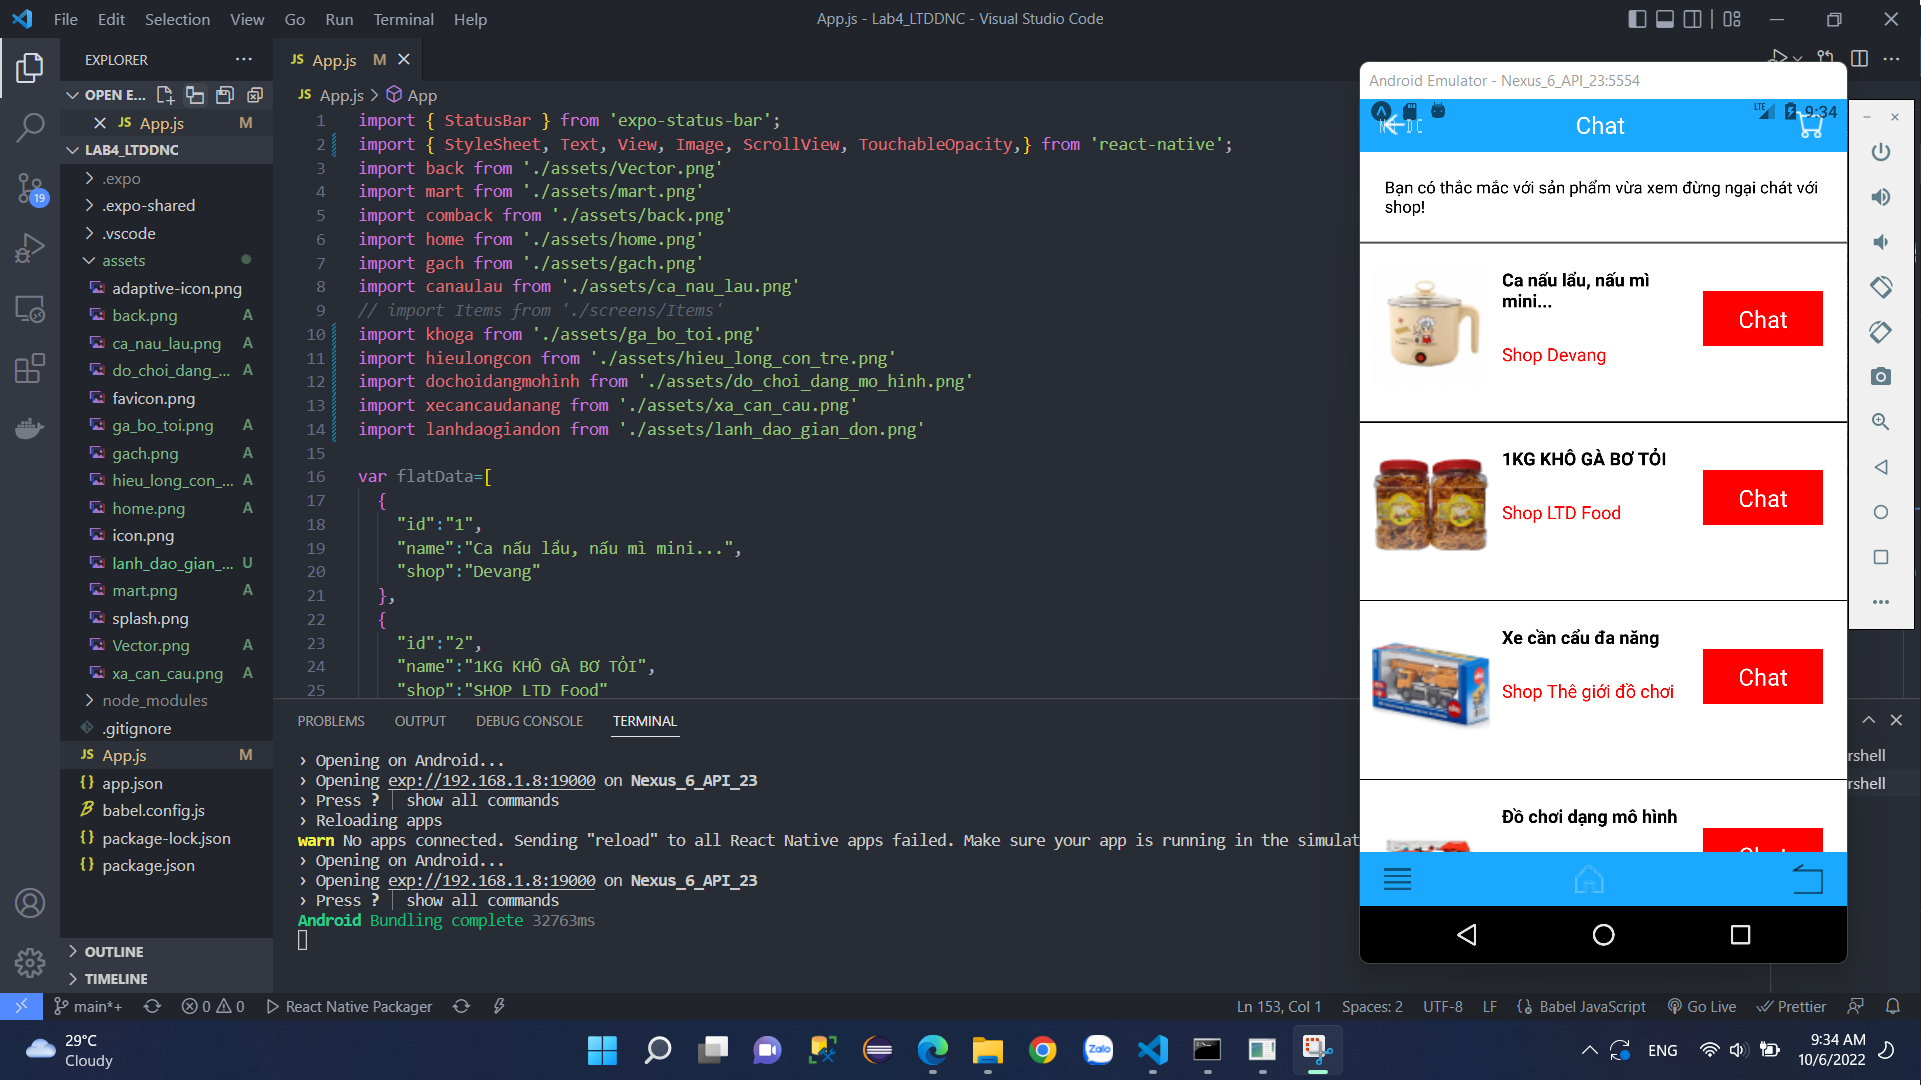 File Edit Selection View Go Run Terminal Help
App.js - Lab4_LTDDNC - Visual Studio Code
EXPLORER
OPEN E...
App.js M
LAB4_LTDDNC
.expo
.expo-shared
.vscode
assets
adaptive-icon.png
back.png A
ca_nau_lau.png A
do_choi_dang_... A
favicon.png
ga_bo_toi.png A
gach.png A
hieu_long_con_... A
home.png A
icon.png
lanh_dao_gian_... U
mart.png A
splash.png
Vector.png A
xa_can_cau.png A
node_modules
.gitignore
JS App.js M
{} app.json
babel.config.js
{} package-lock.json
{} package.json
OUTLINE
TIMELINE
19
JS App.js M
JS App.js > App
1 import { StatusBar } from 'expo-status-bar';
2 import { StyleSheet, Text, View, Image, ScrollView, TouchableOpacity,} from 'react-native';
3 import back from './assets/Vector.png'
4 import mart from './assets/mart.png'
5 import comback from './assets/back.png'
6 import home from './assets/home.png'
7 import gach from './assets/gach.png'
8 import canaulau from './assets/ca_nau_lau.png'
9 // import Items from './screens/Items'
10 import khoga from './assets/ga_bo_toi.png'
11 import hieulongcon from './assets/hieu_long_con_tre.png'
12 import dochoidangmohinh from './assets/do_choi_dang_mo_hinh.png'
13 import xecancaudanang from './assets/xa_can_cau.png'
14 import lanhdaogiandon from './assets/lanh_dao_gian_don.png'
15
16 var flatData=[
17 {
18 "id":"1",
19 "name":"Ca nấu lẩu, nấu mì mini...",
20 "shop":"Devang"
21 },
22 {
23 "id":"2",
24 "name":"1KG KHÔ GÀ BƠ TỎI",
25 "shop":"SHOP LTD Food"
PROBLEMS OUTPUT DEBUG CONSOLE TERMINAL
› Opening on Android...
› Opening exp://192.168.1.8:19000 on Nexus_6_API_23
› Press ? │ show all commands
› Reloading apps
warn No apps connected. Sending "reload" to all React Native apps failed. Make sure your app is running in the simulat
› Opening on Android...
› Opening exp://192.168.1.8:19000 on Nexus_6_API_23
› Press ? │ show all commands
Android Bundling complete 32763ms
rshell
rshell
Android Emulator - Nexus_6_API_23:5554
LTE 9:34
Chat
Bạn có thắc mắc với sản phẩm vừa xem đừng ngại chát với
shop!
Ca nấu lẩu, nấu mì
mini...
Shop Devang
Chat
1KG KHÔ GÀ BƠ TỎI
Shop LTD Food
Chat
Xe cần cẩu đa năng
Shop Thê giới đồ chơi
Chat
Đồ chơi dạng mô hình
Chat
main*+ 0 0 React Native Packager
Ln 153, Col 1 Spaces: 2 UTF-8 LF {} Babel JavaScript Go Live Prettier
29°C
Cloudy
Zalo
ENG
9:34 AM
10/6/2022